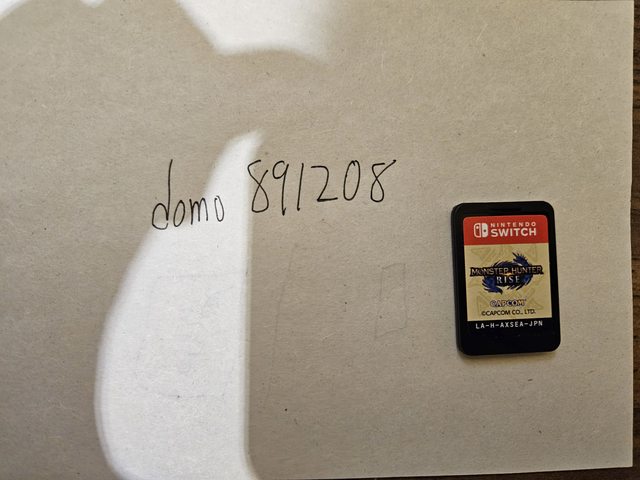 domo 891208
NINTENDO
SWITCH
MONSTER HUNTER
RISE
CAPCOM
©CAPCOM CO., LTD.
LA-H-AXSEA-JPN